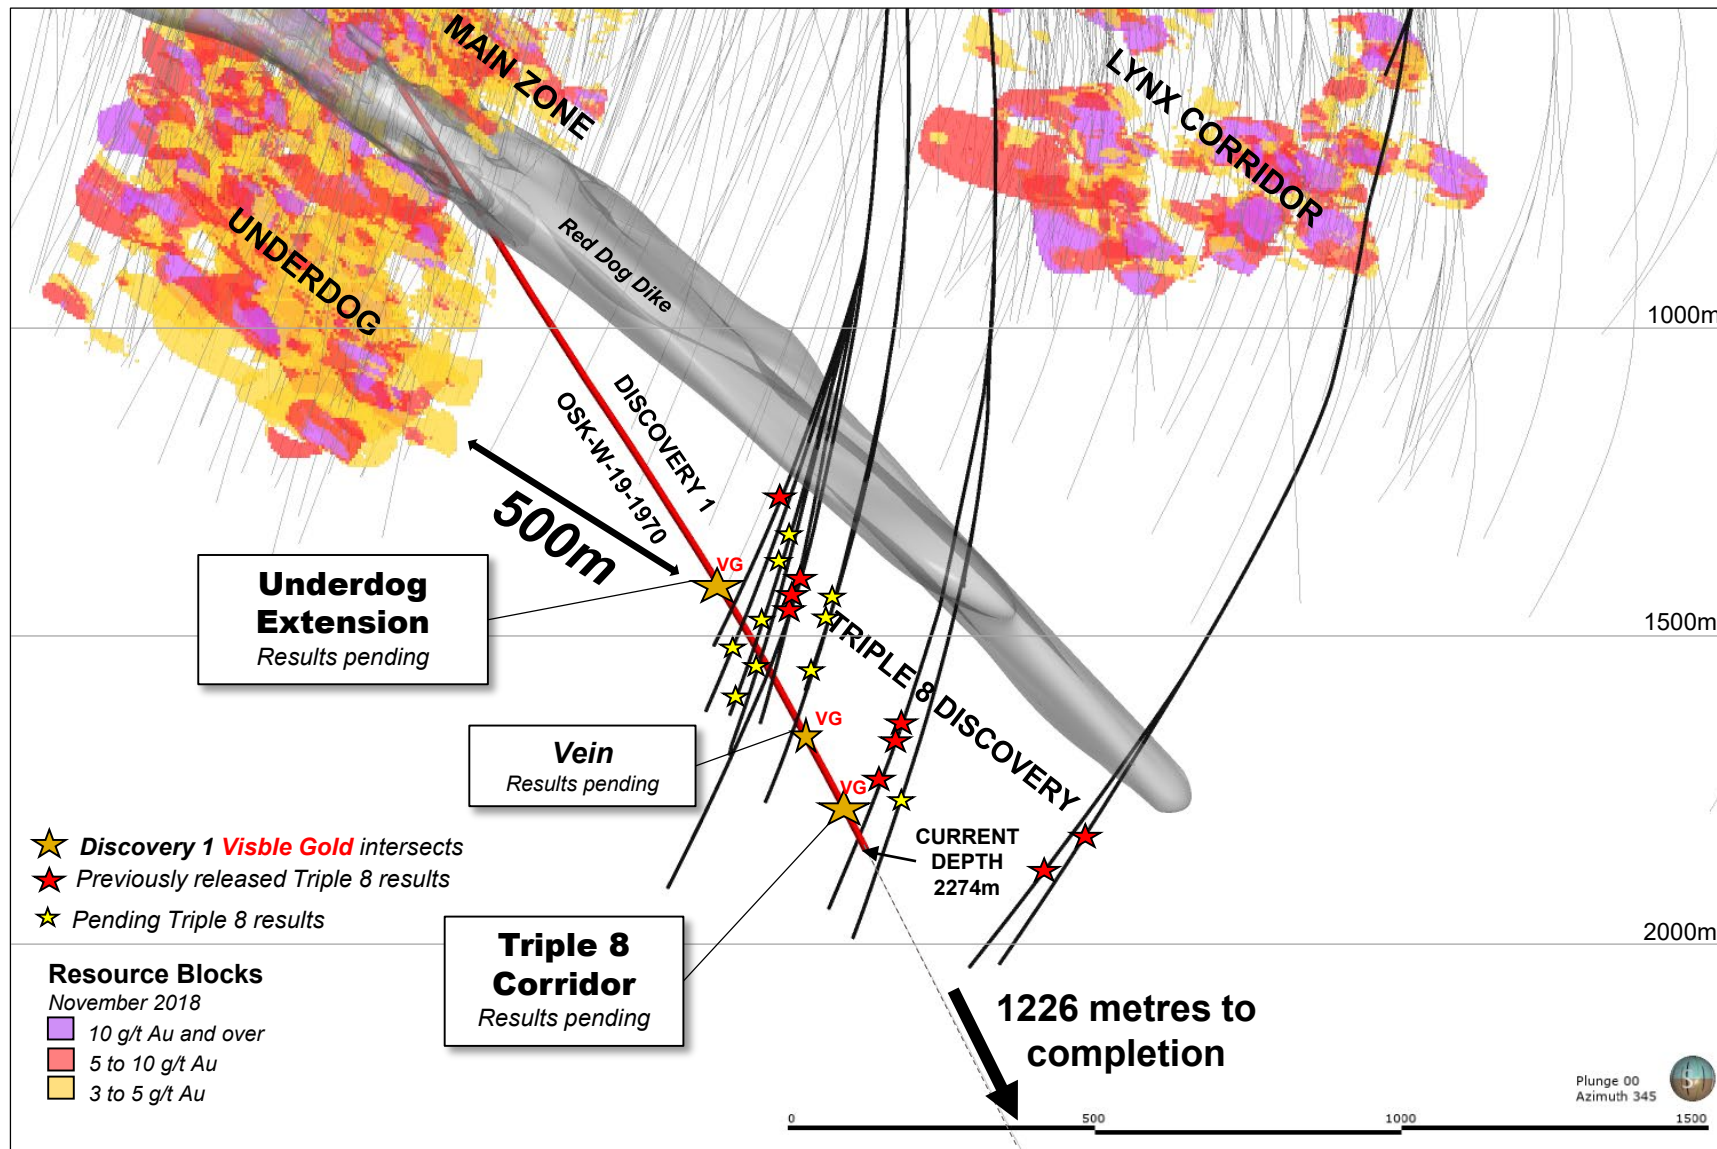 MAIN ZONE
LYNX CORRIDOR
UNDERDOG
Red Dog Dike
1000m
DISCOVERY 1
OSK-W-19-1970
500m
VG
Underdog
Extension
Results pending
1500m
TRIPLE 8 DISCOVERY
VG
Vein
Results pending
VG
CURRENT
DEPTH
2274m
Discovery 1 Visble Gold intersects
Previously released Triple 8 results
Pending Triple 8 results
Triple 8
Corridor
Results pending
2000m
Resource Blocks
November 2018
10 g/t Au and over
5 to 10 g/t Au
3 to 5 g/t Au
1226 metres to
completion
Plunge 00
Azimuth 345
S
0
500
1000
1500